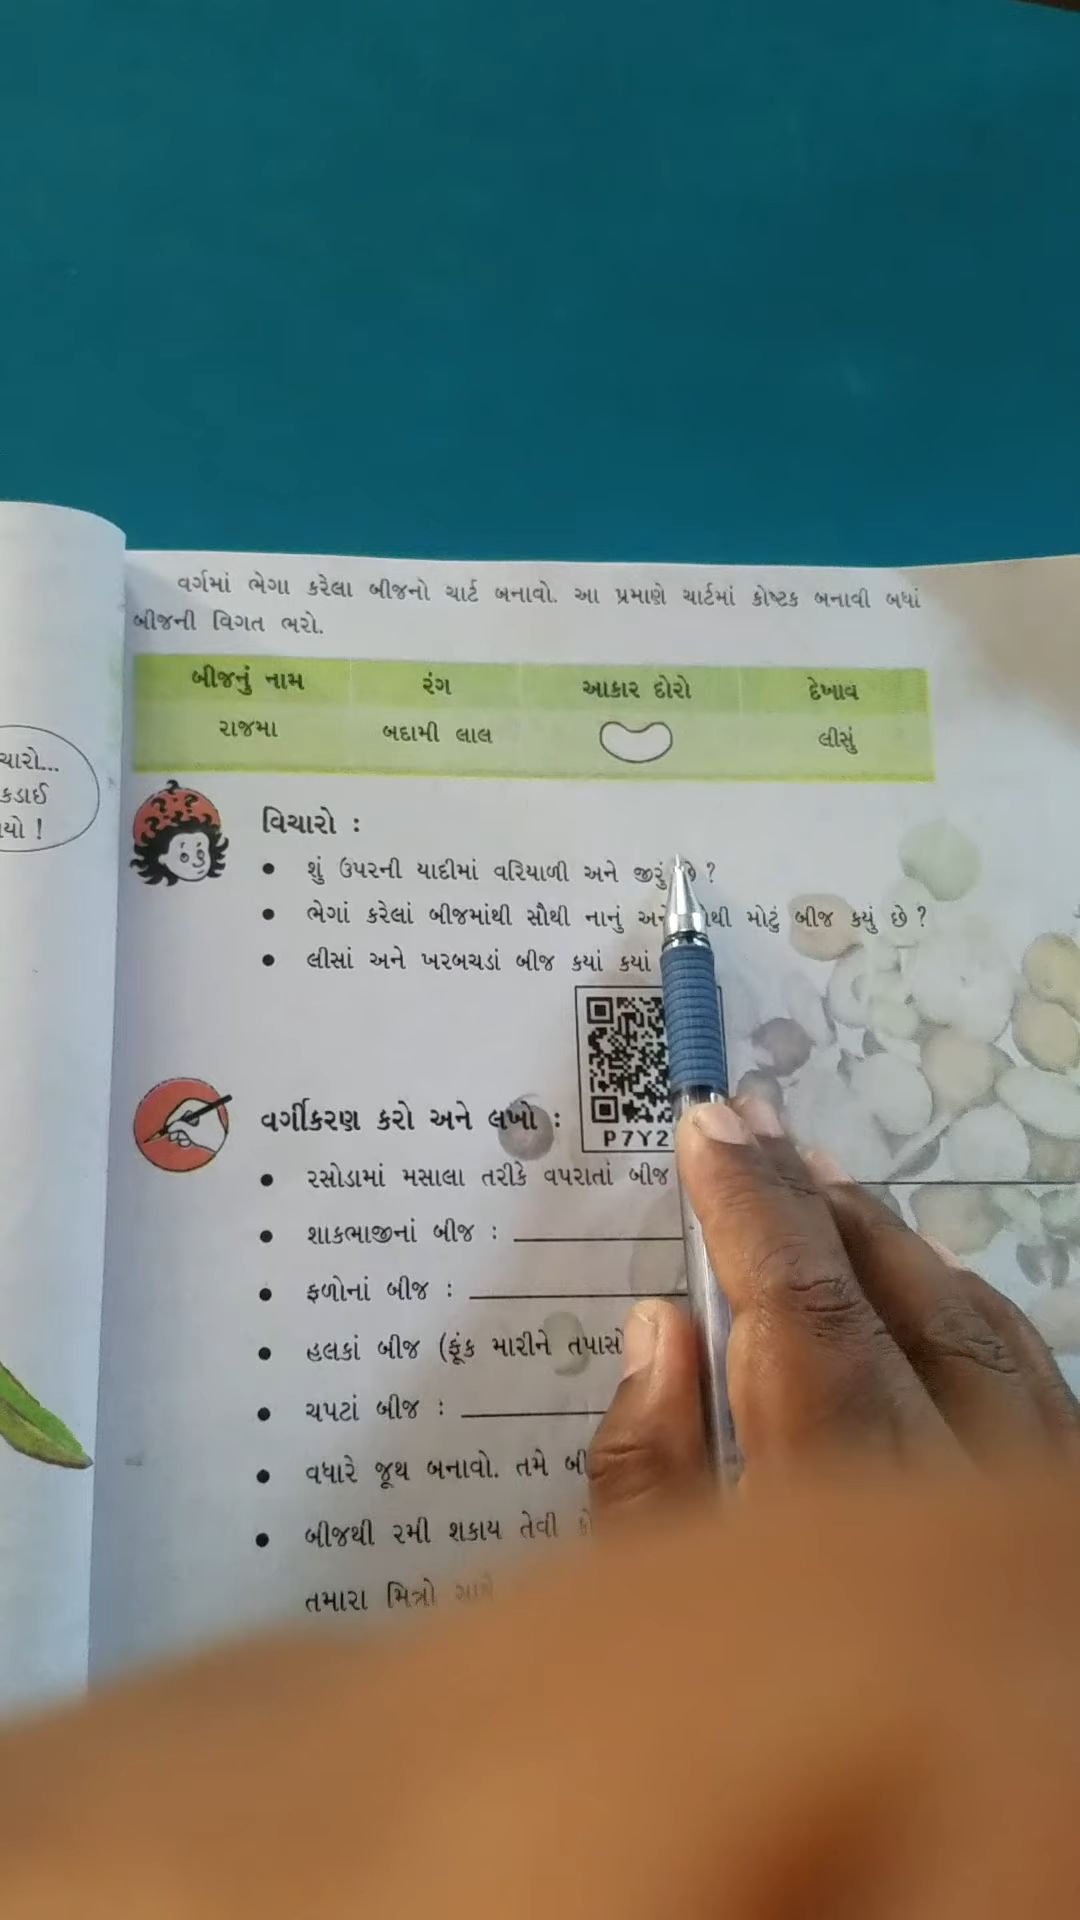 વર્ગમાં ભેગા કરેલા બીજનો ચાર્ટ બનાવો. આ પ્રમાણે ચાર્ટમાં કોષ્ટક બનાવી બધાં
બીજની વિગત ભરો.
બીજનું નામ રંગ આકાર દોરો દેખાવ
રાજમા બદામી લાલ લીસું
ચારો...
કડાઈ
યો !
વિચારો :
• શું ઉપરની યાદીમાં વરિયાળી અને જીરું છે ?
• ભેગાં કરેલાં બીજમાંથી સૌથી નાનું મોટું બીજ કયું છે ?
• લીસાં અને ખરબચડાં બીજ કયાં કયાં
P7Y2
વર્ગીકરણ કરો અને લખો :
• રસોડામાં મસાલા તરીકે વપરાતાં બીજ
• શાકભાજીનાં બીજ :
• ફળોનાં બીજ :
• હલકાં બીજ (ફૂંક મારીને તપાસો
• ચપટાં બીજ :
• વધારે જૂથ બનાવો. તમે
• બીજથી રમી શકાય તેવી
તમારા મિત્રો